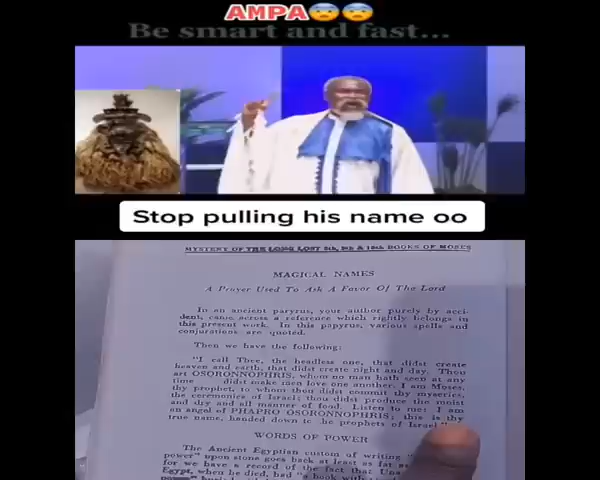 AMPA😨😨
Be smart and fast...
Stop pulling his name oo
MYSTERY OF THE LONG LOST 8th, 9th & 10th BOOKS OF MOSES
MAGICAL NAMES
A Prayer Used To Ask A Favor Of The Lord
In an ancient papyrus, your author purely by acci-
dent, came across a reference which rightly belongs in
this present work. In this papyrus, various spells and
conjurations are quoted.
Then we have the following:
"I call Thee, the headless one, that didst create
heaven and earth, that didst create night and day. Thou
art OSORONNOPHRIS, whom no man hath seen at any
time didst make men love one another. I am Moses,
thy prophet, to whom thou didst commit thy mysteries,
the ceremonies of Israel; thou didst produce the moist
and dry and all manner of food. Listen to me: I am
an angel of PHAPRO OSORONNPHRIS; this is thy
true name, handed down to the prophets of Israel"
WORDS OF POWER
The Ancient Egyptian custom of writing "
power" upon stone goes back at least as far as
for we have a record of the fact that Unas
Egypt, when he died, had "a book with